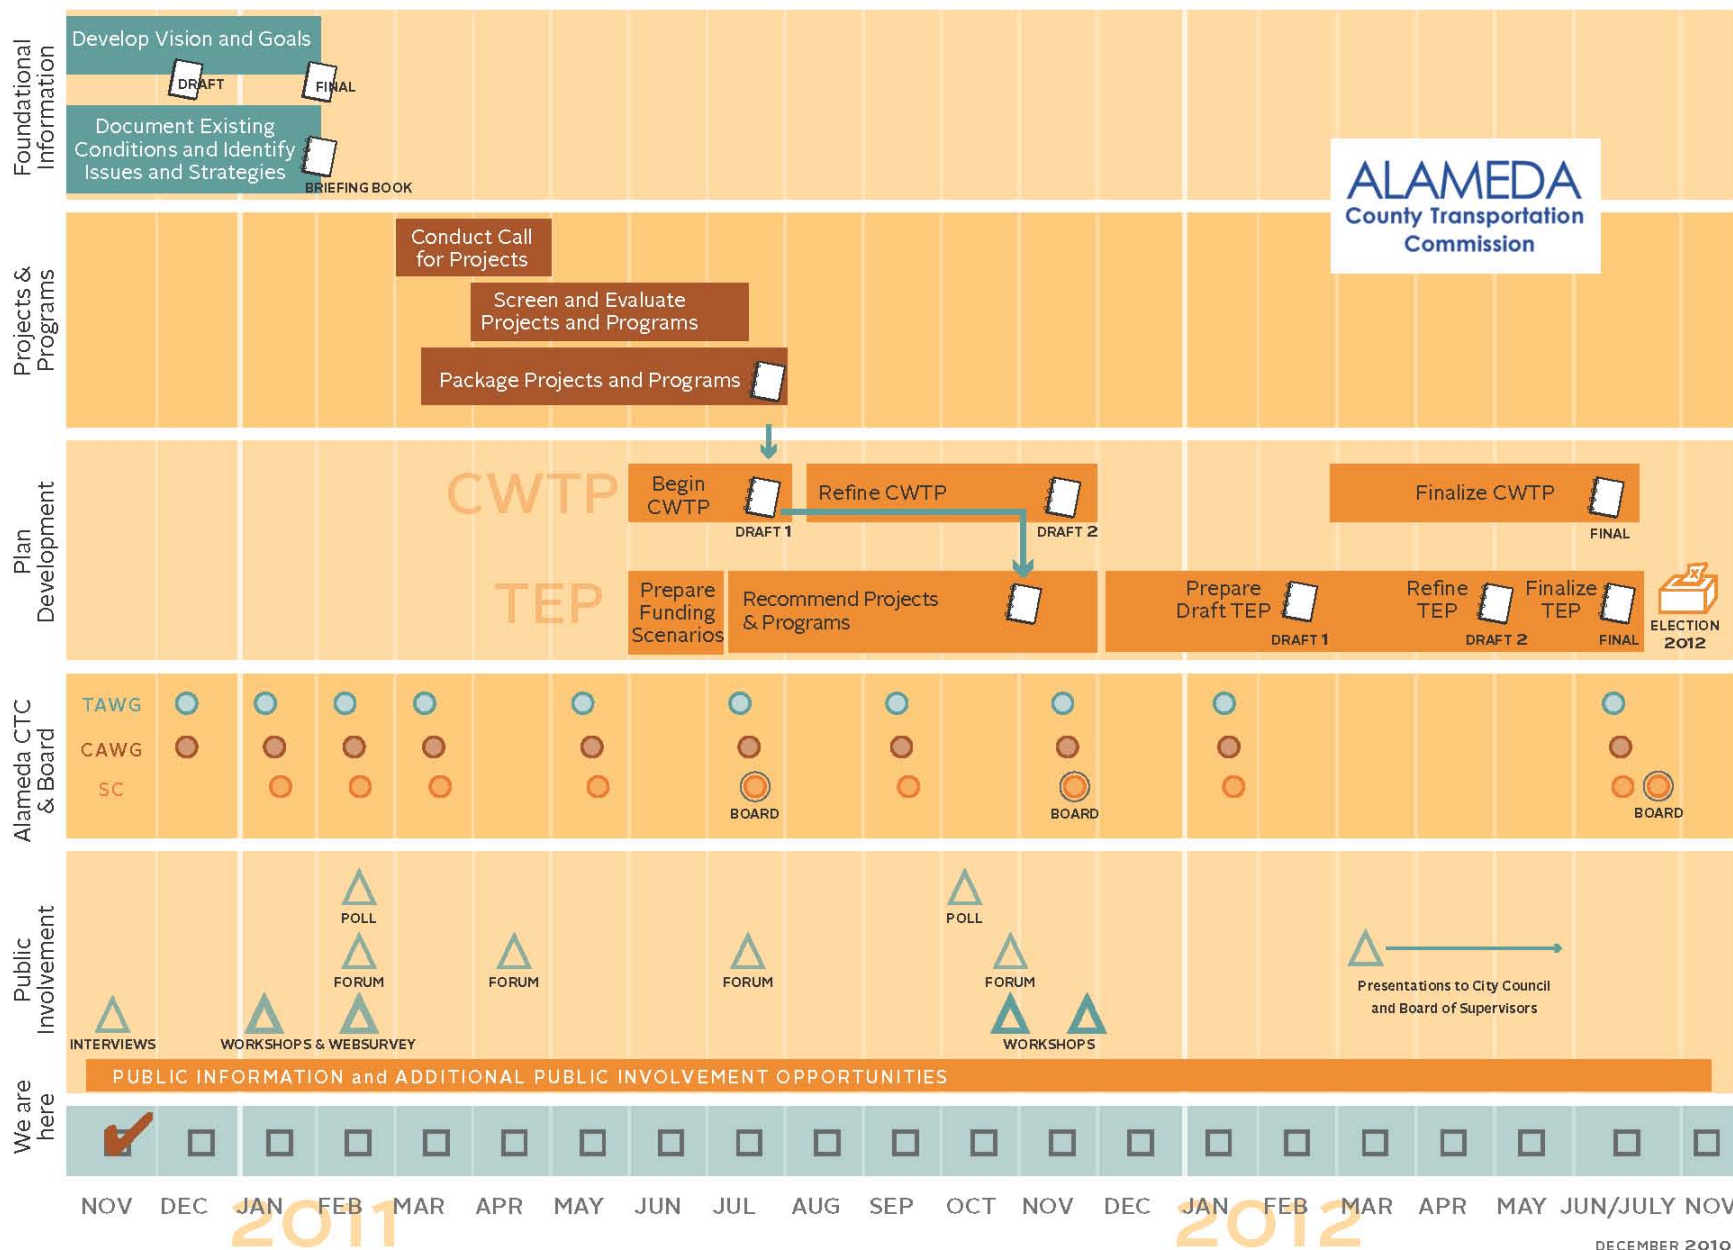 Foundational
Information
Develop Vision and Goals
DRAFT
FINAL
Document Existing
Conditions and Identify
Issues and Strategies
BRIEFING BOOK
ALAMEDA
County Transportation
Commission
Projects &
Programs
Conduct Call
for Projects
Screen and Evaluate
Projects and Programs
Package Projects and Programs
Plan
Development
CWTP
Begin
CWTP
DRAFT 1
Refine CWTP
DRAFT 2
Finalize CWTP
FINAL
TEP
Prepare
Funding
Scenarios
Recommend Projects
& Programs
Prepare
Draft TEP
DRAFT 1
Refine
TEP
DRAFT 2
Finalize
TEP
FINAL
ELECTION
2012
Alameda CTC
& Board
TAWG
CAWG
SC
BOARD
BOARD
BOARD
Public
Involvement
POLL
POLL
FORUM
FORUM
FORUM
FORUM
Presentations to City Council
and Board of Supervisors
INTERVIEWS
WORKSHOPS & WEBSURVEY
WORKSHOPS
PUBLIC INFORMATION and ADDITIONAL PUBLIC INVOLVEMENT OPPORTUNITIES
We are
here
NOV DEC JAN FEB MAR APR MAY JUN JUL AUG SEP OCT NOV DEC JAN FEB MAR APR MAY JUN/JULY NOV
2011
2012
DECEMBER 2010